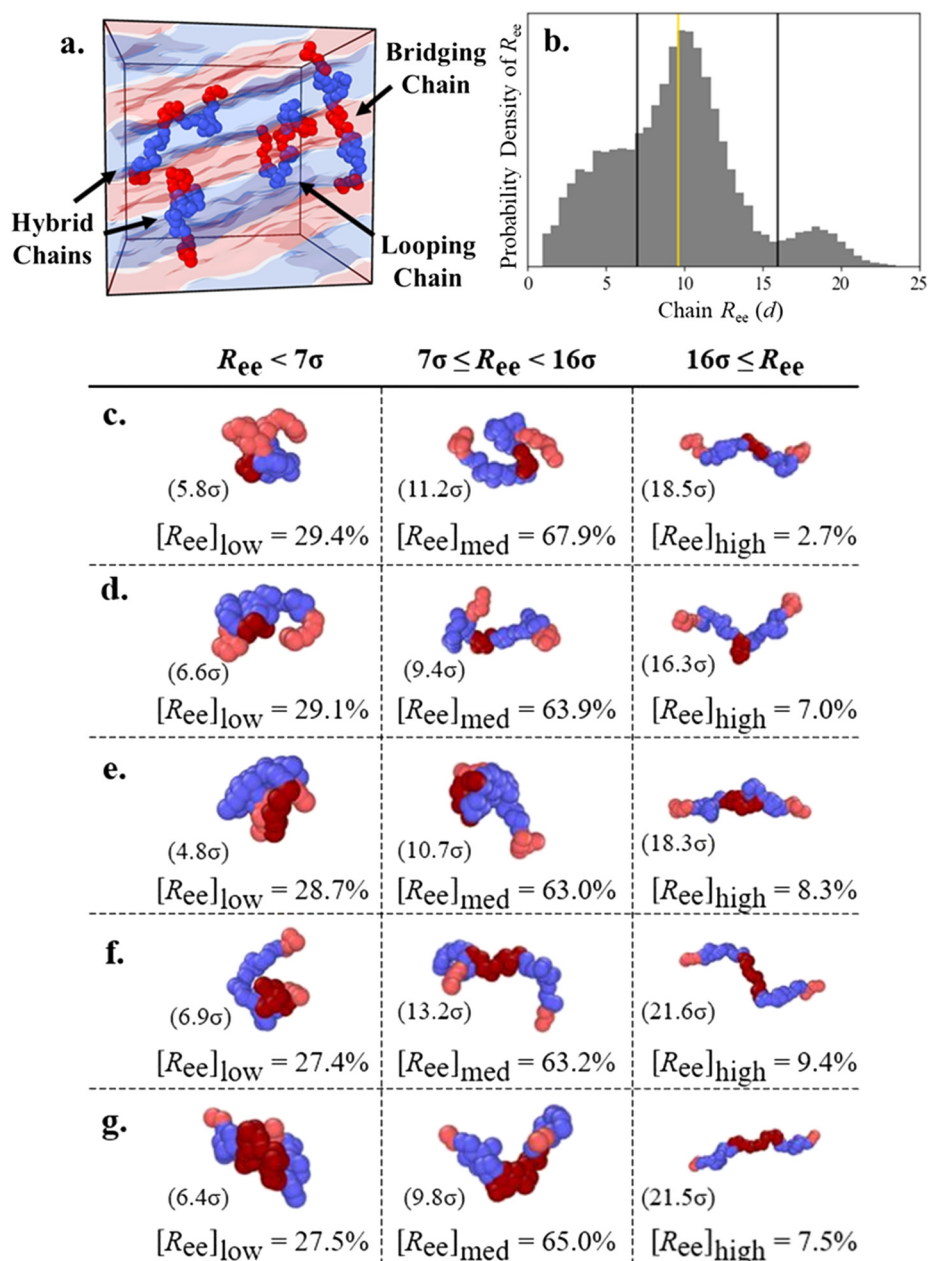 a.
Bridging
Chain
Hybrid
Chains
Looping
Chain
b.
Probability Density of Ree
0 5 10 15 20 25
Chain Ree (d)
Ree < 7σ 7σ ≤ Ree < 16σ 16σ ≤ Ree
c.
(5.8σ) (11.2σ) (18.5σ)
[Ree]low = 29.4% [Ree]med = 67.9% [Ree]high = 2.7%
d.
(6.6σ) (9.4σ) (16.3σ)
[Ree]low = 29.1% [Ree]med = 63.9% [Ree]high = 7.0%
e.
(4.8σ) (10.7σ) (18.3σ)
[Ree]low = 28.7% [Ree]med = 63.0% [Ree]high = 8.3%
f.
(6.9σ) (13.2σ) (21.6σ)
[Ree]low = 27.4% [Ree]med = 63.2% [Ree]high = 9.4%
g.
(6.4σ) (9.8σ) (21.5σ)
[Ree]low = 27.5% [Ree]med = 65.0% [Ree]high = 7.5%